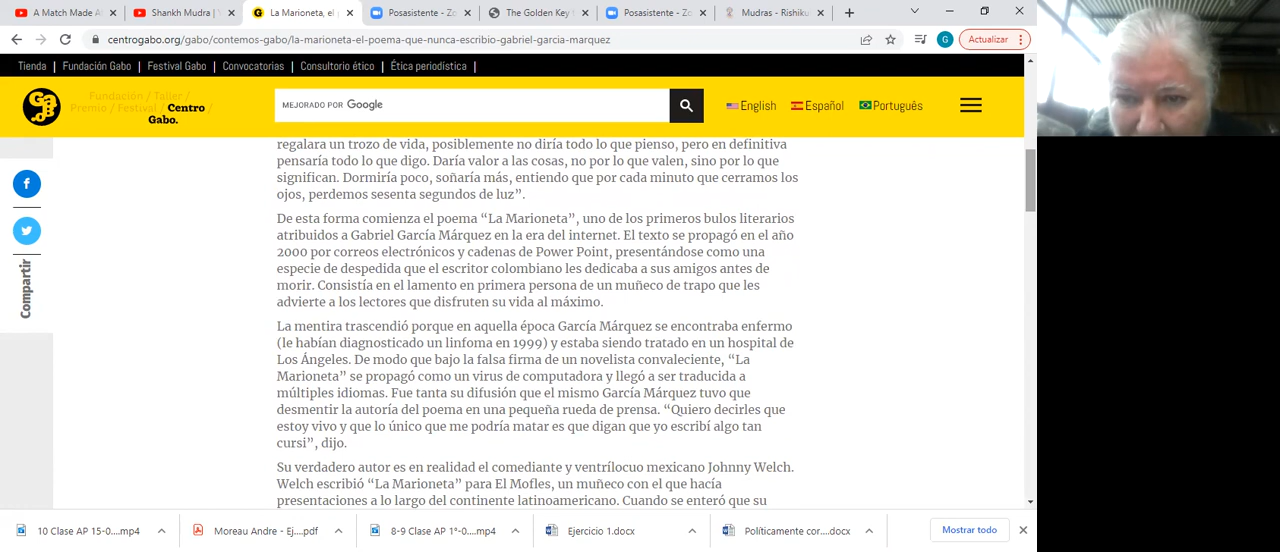 A Match Made A
Shankh Mudra | Y
La Marioneta, el p
Posasistente - Zo
The Golden Key
Posasistente - Zo
Mudras - Rishiku
centrogabo.org/gabo/contemos-gabo/la-marioneta-el-poema-que-nunca-escribio-gabriel-garcia-marquez
G
Actualizar
Tienda | Fundación Gabo | Festival Gabo | Convocatorias | Consultorio ético | Ética periodística |
Fundación / Taller /
Premio / Festival / Centro /
Gabo.
MEJORADO POR Google
English Español Português
regalara un trozo de vida, posiblemente no diría todo lo que pienso, pero en definitiva
pensaría todo lo que digo. Daría valor a las cosas, no por lo que valen, sino por lo que
significan. Dormiría poco, soñaría más, entiendo que por cada minuto que cerramos los
ojos, perdemos sesenta segundos de luz”.
De esta forma comienza el poema “La Marioneta”, uno de los primeros bulos literarios
atribuidos a Gabriel García Márquez en la era del internet. El texto se propagó en el año
2000 por correos electrónicos y cadenas de Power Point, presentándose como una
especie de despedida que el escritor colombiano les dedicaba a sus amigos antes de
morir. Consistía en el lamento en primera persona de un muñeco de trapo que les
advierte a los lectores que disfruten su vida al máximo.
La mentira trascendió porque en aquella época García Márquez se encontraba enfermo
(le habían diagnosticado un linfoma en 1999) y estaba siendo tratado en un hospital de
Los Ángeles. De modo que bajo la falsa firma de un novelista convaleciente, “La
Marioneta” se propagó como un virus de computadora y llegó a ser traducida a
múltiples idiomas. Fue tanta su difusión que el mismo García Márquez tuvo que
desmentir la autoría del poema en una pequeña rueda de prensa. “Quiero decirles que
estoy vivo y que lo único que me podría matar es que digan que yo escribí algo tan
cursi”, dijo.
Su verdadero autor es en realidad el comediante y ventrílocuo mexicano Johnny Welch.
Welch escribió “La Marioneta” para El Mofles, un muñeco con el que hacía
presentaciones a lo largo del continente latinoamericano. Cuando se enteró que su
Compartir
10 Clase AP 15-0....mp4
Moreau Andre - Ej....pdf
8-9 Clase AP 1°-0....mp4
Ejercicio 1.docx
Políticamente cor....docx
Mostrar todo